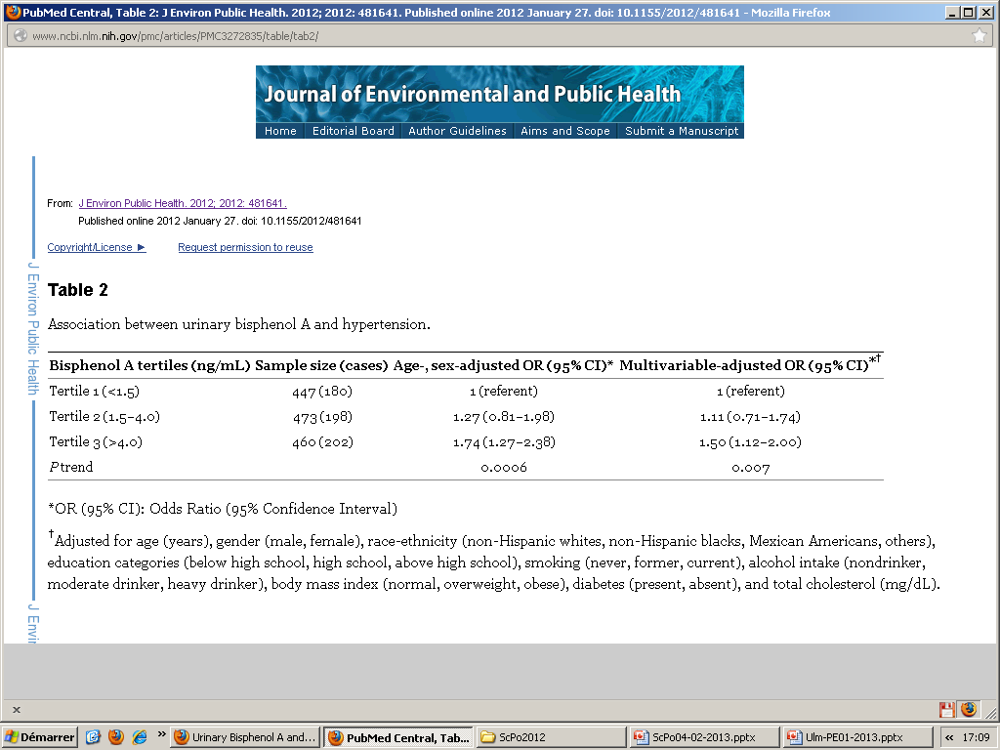 PubMed Central, Table 2: J Environ Public Health. 2012; 2012: 481641. Published online 2012 January 27. doi: 10.1155/2012/481641 - Mozilla Firefox
www.ncbi.nlm.nih.gov/pmc/articles/PMC3272835/table/tab2/
Journal of Environmental and Public Health
Home Editorial Board Author Guidelines Aims and Scope Submit a Manuscript
From: J Environ Public Health. 2012; 2012: 481641.
Published online 2012 January 27. doi: 10.1155/2012/481641
Copyright/License ► Request permission to reuse
J Environ Public Health
J Envir
Table 2
Association between urinary bisphenol A and hypertension.
Bisphenol A tertiles (ng/mL) Sample size (cases) Age-, sex-adjusted OR (95% CI)* Multivariable-adjusted OR (95% CI)*†
Tertile 1 (<1.5) 447 (180) 1 (referent) 1 (referent)
Tertile 2 (1.5–4.0) 473 (198) 1.27 (0.81–1.98) 1.11 (0.71–1.74)
Tertile 3 (>4.0) 460 (202) 1.74 (1.27–2.38) 1.50 (1.12–2.00)
P trend 0.0006 0.007
*OR (95% CI): Odds Ratio (95% Confidence Interval)
†Adjusted for age (years), gender (male, female), race-ethnicity (non-Hispanic whites, non-Hispanic blacks, Mexican Americans, others),
education categories (below high school, high school, above high school), smoking (never, former, current), alcohol intake (nondrinker,
moderate drinker, heavy drinker), body mass index (normal, overweight, obese), diabetes (present, absent), and total cholesterol (mg/dL).
Démarrer » Urinary Bisphenol A and... PubMed Central, Tab... ScPo2012 ScPo04-02-2013.pptx Ulm-PE01-2013.pptx « 17:09